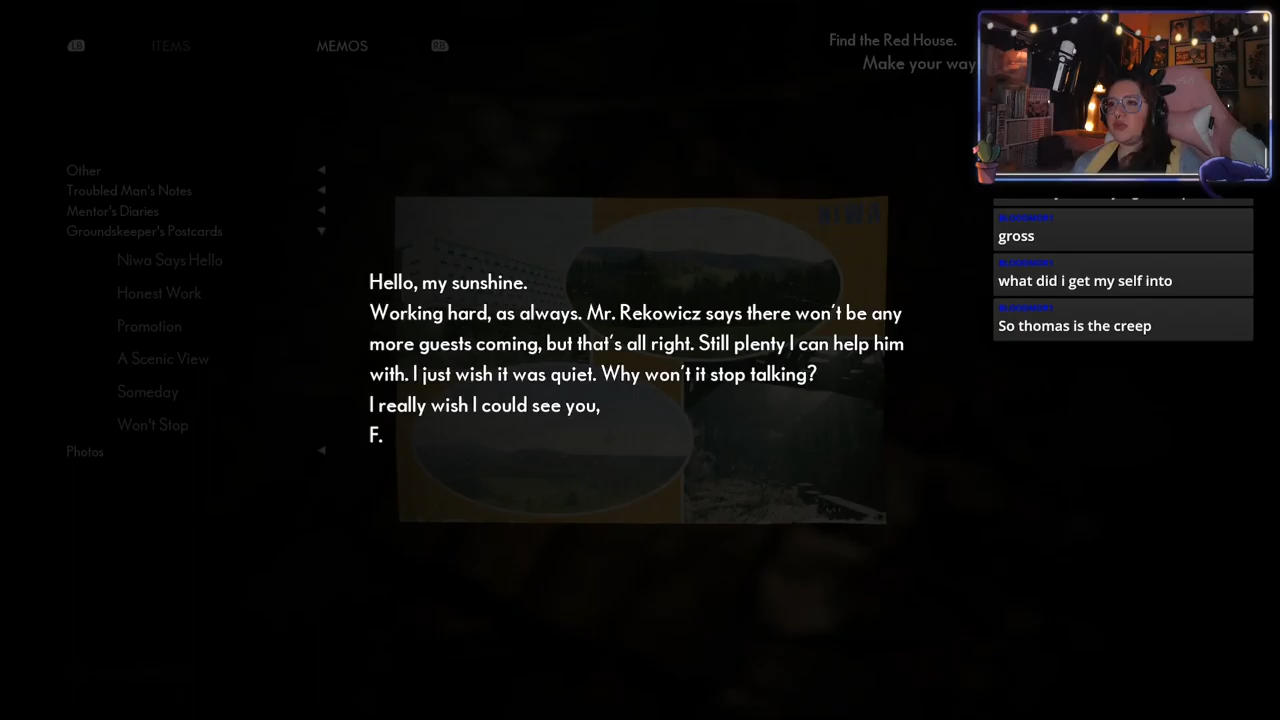 LB ITEMS MEMOS RB
Find the Red House.
Make your way
Other
Troubled Man's Notes
Mentor's Diaries
Groundskeeper's Postcards
Niwa Says Hello
Honest Work
Promotion
A Scenic View
Someday
Won't Stop
Photos
NIWA
Hello, my sunshine.
Working hard, as always. Mr. Rekowicz says there won't be any
more guests coming, but that's all right. Still plenty I can help him
with. I just wish it was quiet. Why won't it stop talking?
I really wish I could see you,
F.
gross
what did i get my self into
So thomas is the creep